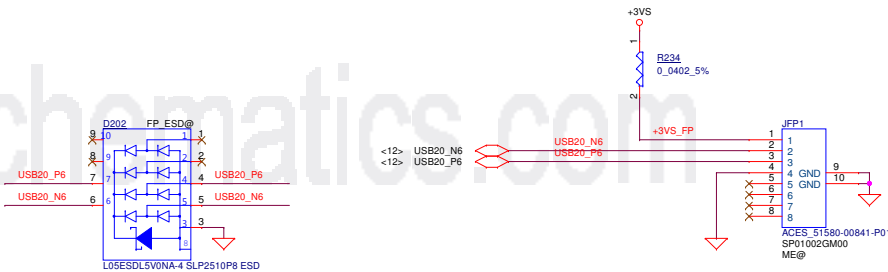 +3VS
1
R234
0_0402_5%
2
+3VS_FP
D202 FP_ESD@
9 10 1 1
8 9 2 2
USB20_P6 7 7 4 4 USB20_P6
USB20_N6 6 6 5 5 USB20_N6
3 3
8
L05ESDL5V0NA-4 SLP2510P8 ESD
<12> USB20_N6 USB20_N6
<12> USB20_P6 USB20_P6
JFP1
1 1
2 2
3 3
4 4 GND 9
5 5 GND 10
6 6
7 7
8 8
ACES_51580-00841-P01
SP01002GM00
ME@
chematics.com